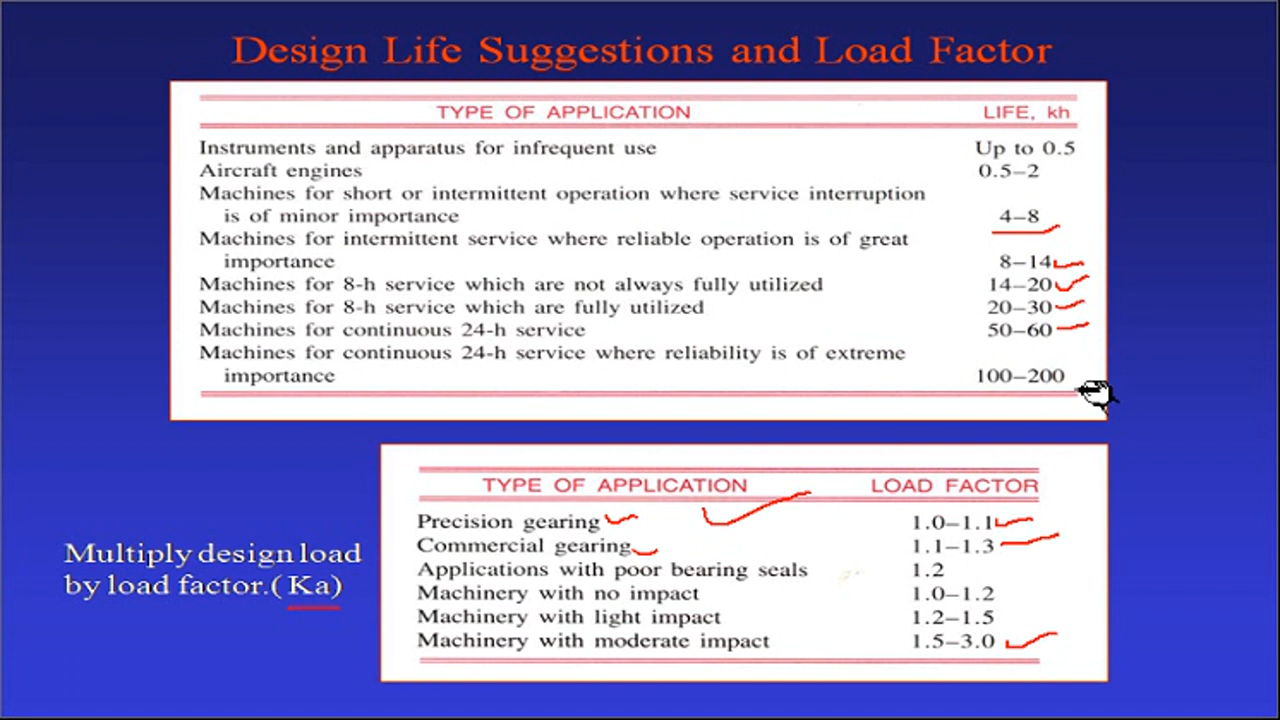 Design Life Suggestions and Load Factor
TYPE OF APPLICATION LIFE, kh
Instruments and apparatus for infrequent use Up to 0.5
Aircraft engines 0.5–2
Machines for short or intermittent operation where service interruption
is of minor importance 4–8
Machines for intermittent service where reliable operation is of great
importance 8–14
Machines for 8-h service which are not always fully utilized 14–20
Machines for 8-h service which are fully utilized 20–30
Machines for continuous 24-h service 50–60
Machines for continuous 24-h service where reliability is of extreme
importance 100–200
TYPE OF APPLICATION LOAD FACTOR
Precision gearing 1.0–1.1
Commercial gearing 1.1–1.3
Applications with poor bearing seals 1.2
Machinery with no impact 1.0–1.2
Machinery with light impact 1.2–1.5
Machinery with moderate impact 1.5–3.0
Multiply design load
by load factor.( Ka)